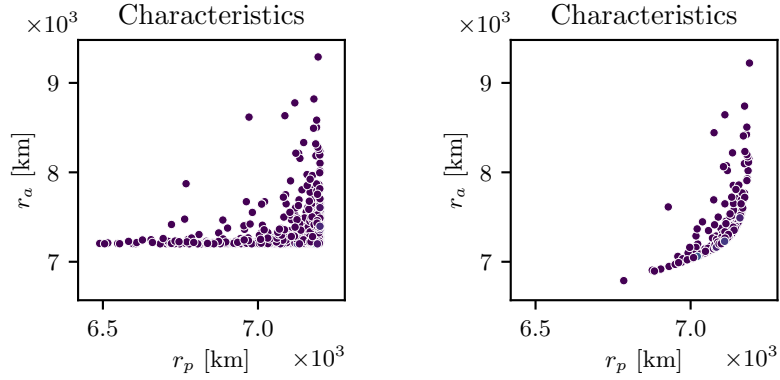 Characteristics
×10³
9
8
7
r_a [km]
6.5
7.0
r_p [km]
×10³
Characteristics
×10³
9
8
7
r_a [km]
6.5
7.0
r_p [km]
×10³